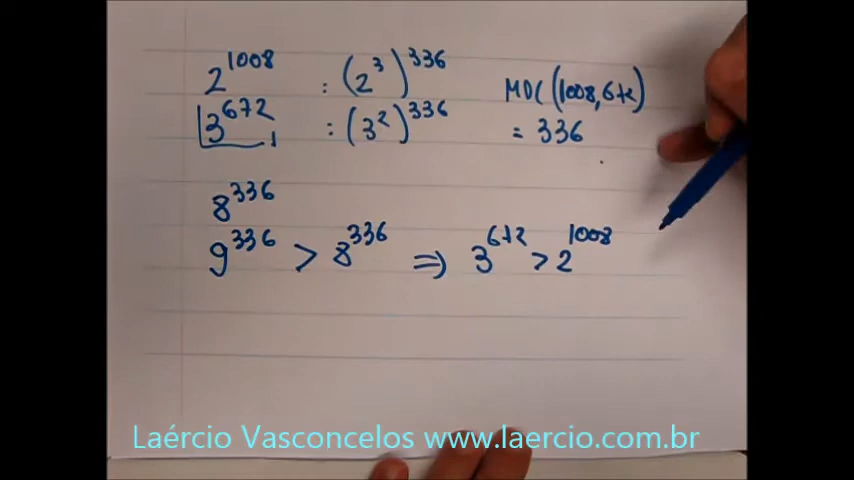 2^1008 : (2^3)^336 MDC (1008, 672)
3^672 : (3^2)^336 = 336
8^336
9^336 > 8^336 ⇒ 3^672 > 2^1008
Laércio Vasconcelos www.laercio.com.br